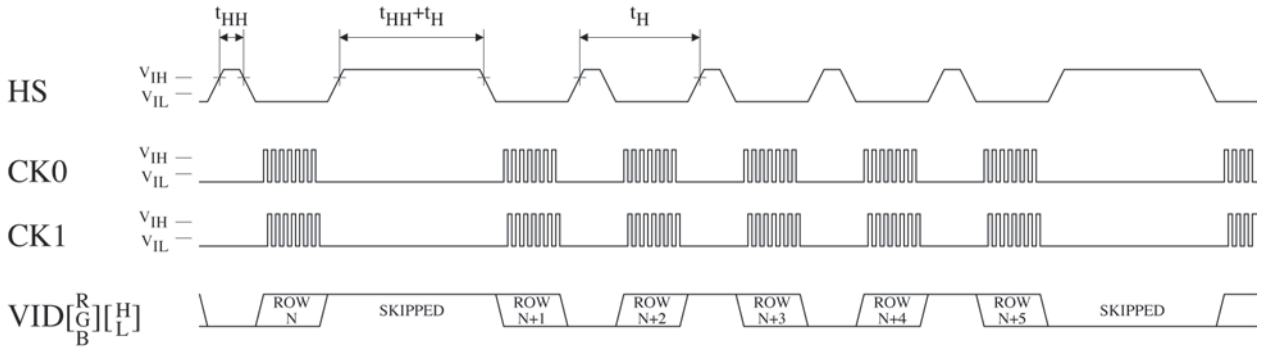 tHH tHH+tH tH
HS VIH VIL
CK0 VIH VIL
CK1 VIH VIL
VID[R G B][H L] ROW N SKIPPED ROW N+1 ROW N+2 ROW N+3 ROW N+4 ROW N+5 SKIPPED